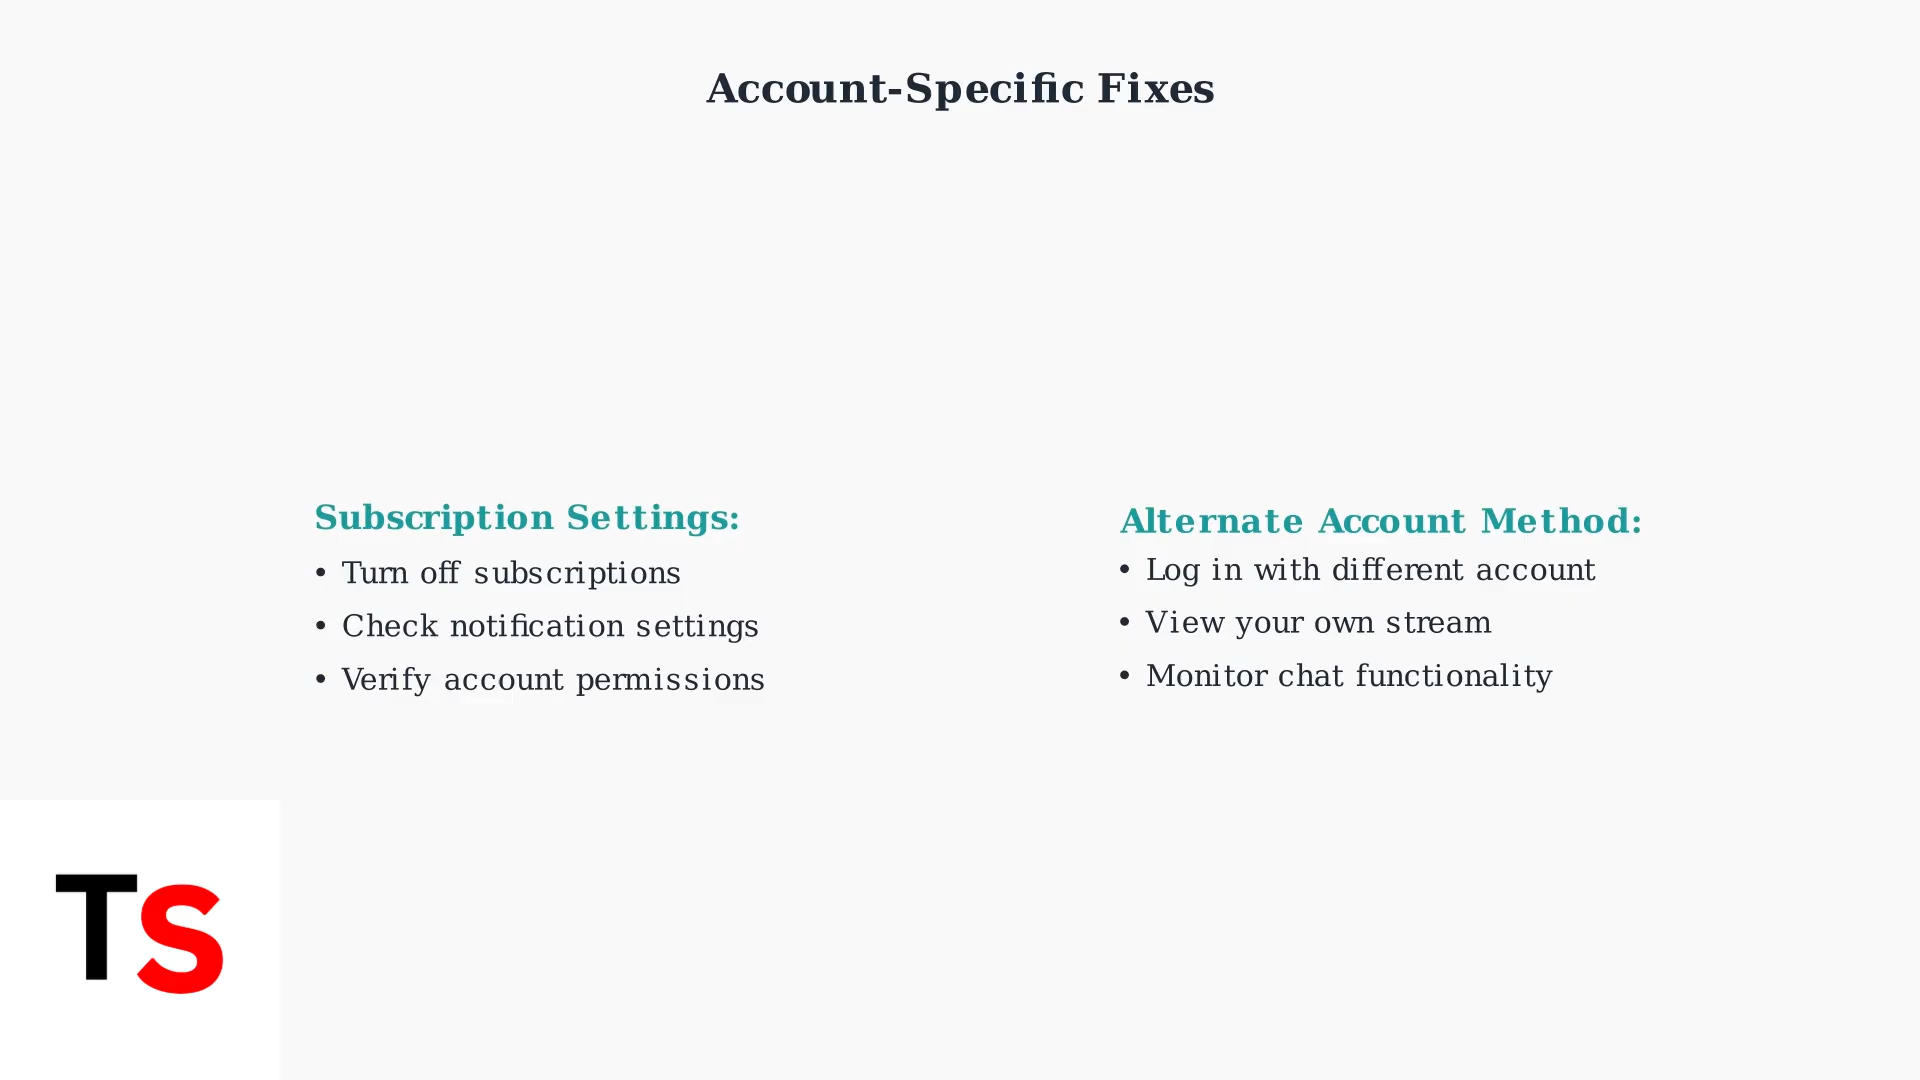 Account-Specific Fixes
Subscription Settings:
• Turn off subscriptions
• Check notification settings
• Verify account permissions
Alternate Account Method:
• Log in with different account
• View your own stream
• Monitor chat functionality
TS